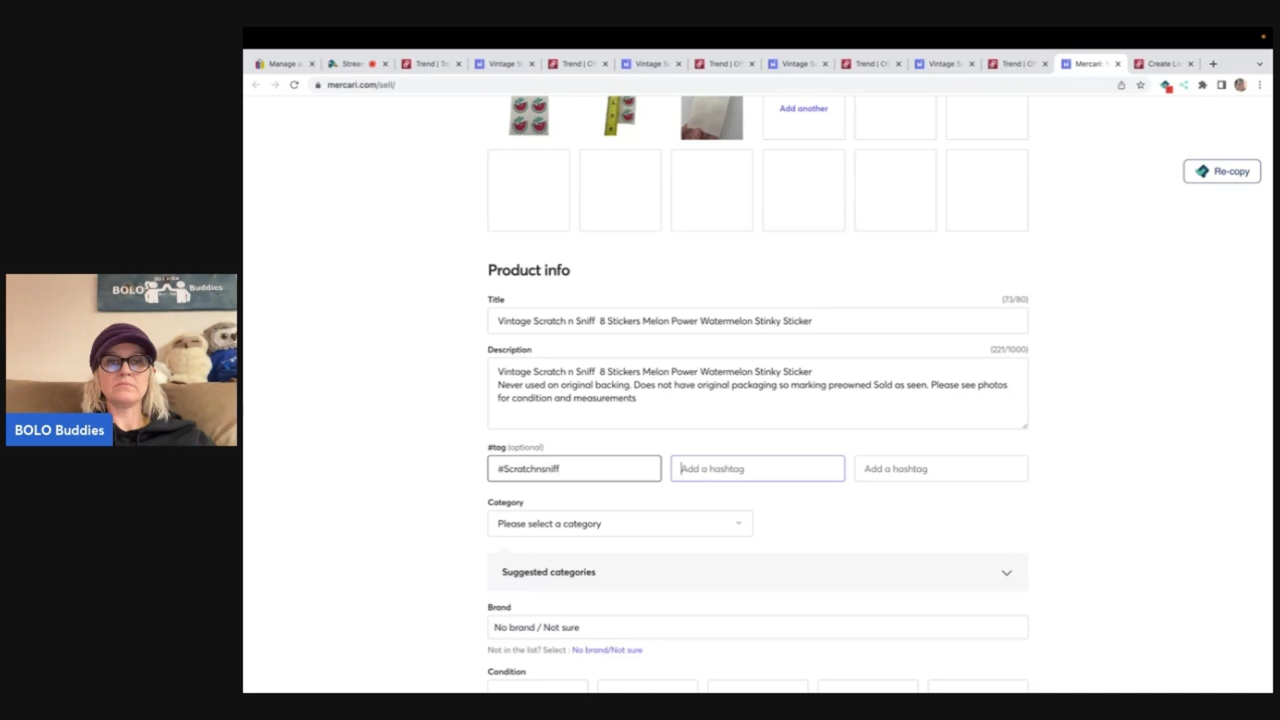 Manage a
Stream
Trend | To
Vintage S
Trend | O
Vintage S
Trend | O
Vintage S
Trend | O
Vintage S
Trend | O
Mercari:
Create Lis
mercari.com/sell/
Add another
Re-copy
Product info
Title
(73/80)
Vintage Scratch n Sniff 8 Stickers Melon Power Watermelon Stinky Sticker
Description
(221/1000)
Vintage Scratch n Sniff 8 Stickers Melon Power Watermelon Stinky Sticker
Never used on original backing. Does not have original packaging so marking preowned Sold as seen. Please see photos
for condition and measurements
#tag (optional)
#Scratchnsniff
Add a hashtag
Add a hashtag
Category
Please select a category
Suggested categories
Brand
No brand / Not sure
Not in the list? Select : No brand/Not sure
Condition
BOLO Buddies
BOLO Buddies